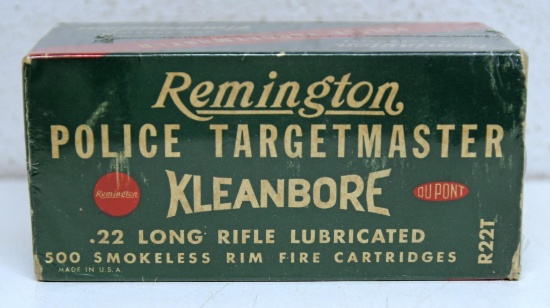 Remington
POLICE TARGETMASTER
Remington
KLEANBORE
DU PONT
.22 LONG RIFLE LUBRICATED
500 SMOKELESS RIM FIRE CARTRIDGES
MADE IN U.S.A.
R22T